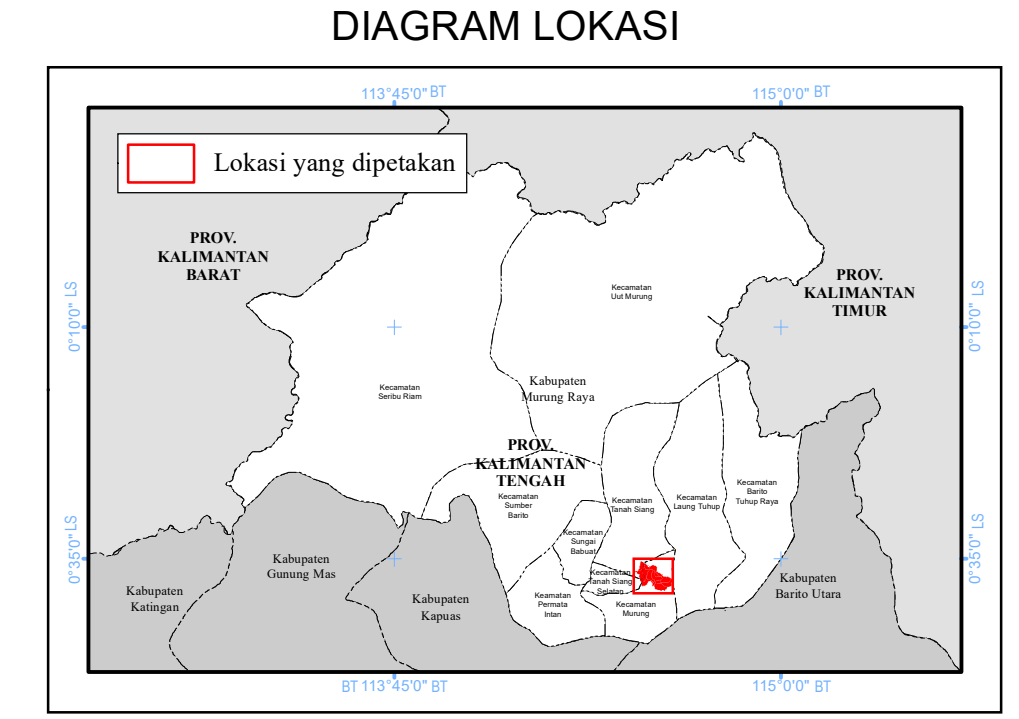 DIAGRAM LOKASI
113°45'0" BT
115°0'0" BT
Lokasi yang dipetakan
PROV.
KALIMANTAN
BARAT
PROV.
KALIMANTAN
TIMUR
Kecamatan
Uut Murung
0°10'0" LS
0°10'0" LS
Kecamatan
Seribu Riam
Kabupaten
Murung Raya
PROV.
KALIMANTAN
TENGAH
Kecamatan
Sumber
Barito
Kecamatan
Tanah Siang
Kecamatan
Laung Tuhup
Kecamatan
Barito
Tuhup Raya
Kecamatan
Sungai
Babuat
0°35'0" LS
0°35'0" LS
Kabupaten
Gunung Mas
Kecamatan
Tanah Siang
Selatan
Kabupaten
Barito Utara
Kabupaten
Katingan
Kabupaten
Kapuas
Keamatan
Permata
Intan
Kecamatan
Murung
BT 113°45'0" BT
115°0'0" BT